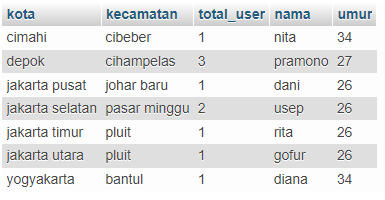 kota kecamatan total_user nama umur
cimahi cibeber 1 nita 34
depok cihampelas 3 pramono 27
jakarta pusat johar baru 1 dani 26
jakarta selatan pasar minggu 2 usep 26
jakarta timur pluit 1 rita 26
jakarta utara pluit 1 gofur 26
yogyakarta bantul 1 diana 34